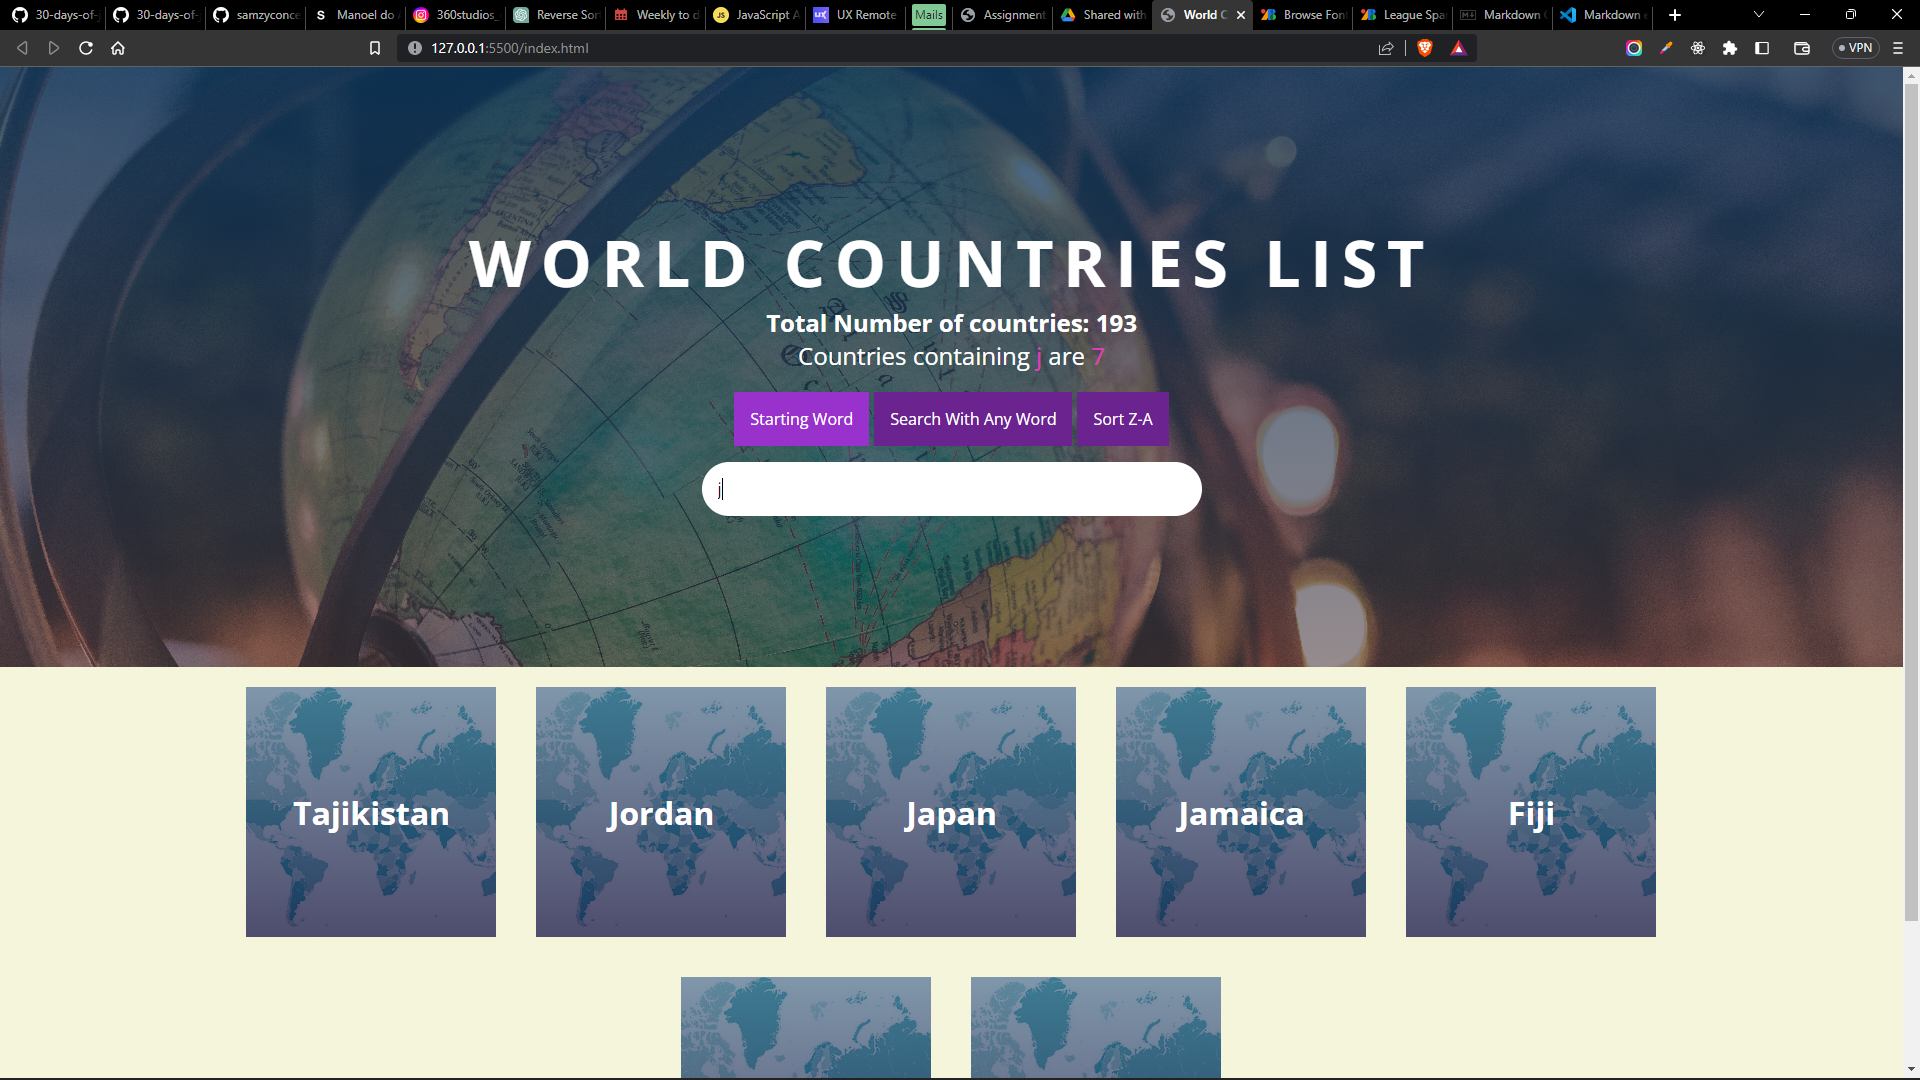 30-days-of-
30-days-of-
samzyconce
Manoel do
360studios_
Reverse Sor
Weekly to d
JavaScript A
UX Remote
Mails
Assignment
Shared with
World C
Browse Fon
League Spa
Markdown
Markdown
127.0.0.1:5500/index.html
VPN
WORLD COUNTRIES LIST
Total Number of countries: 193
Countries containing j are 7
Starting Word
Search With Any Word
Sort Z-A
j
Tajikistan
Jordan
Japan
Jamaica
Fiji